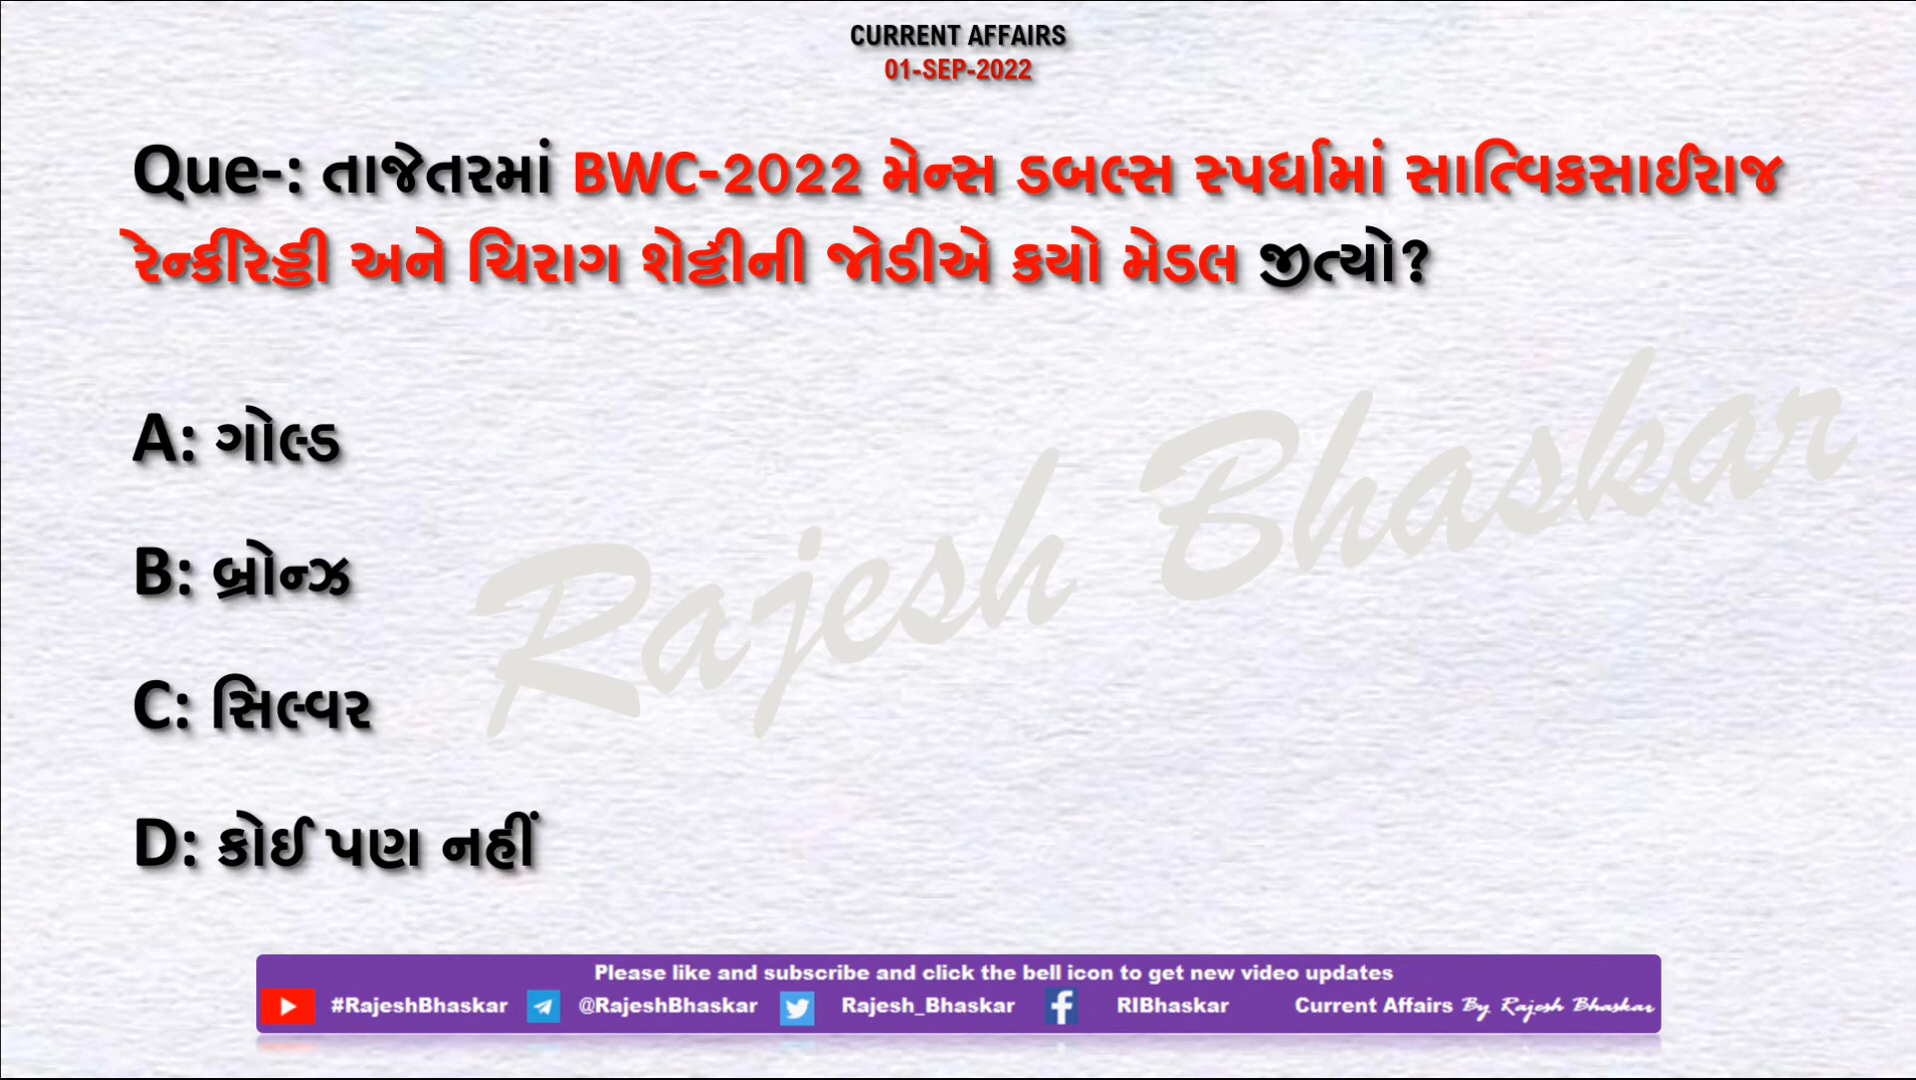 CURRENT AFFAIRS
01-SEP-2022
Que-: તાજેતરમાં BWC-2022 મેન્સ ડબલ્સ સ્પર્ધામાં સાત્વિકસાઈરાજ
રેન્કીરેડ્ડી અને ચિરાગ શેટ્ટીની જોડીએ કયો મેડલ જીત્યો?
A: ગોલ્ડ
B: બ્રોન્ઝ
C: સિલ્વર
D: કોઈ પણ નહીં
Rajesh Bhaskar
Please like and subscribe and click the bell icon to get new video updates
#RajeshBhaskar @RajeshBhaskar Rajesh_Bhaskar RIBhaskar Current Affairs By Rajesh Bhaskar